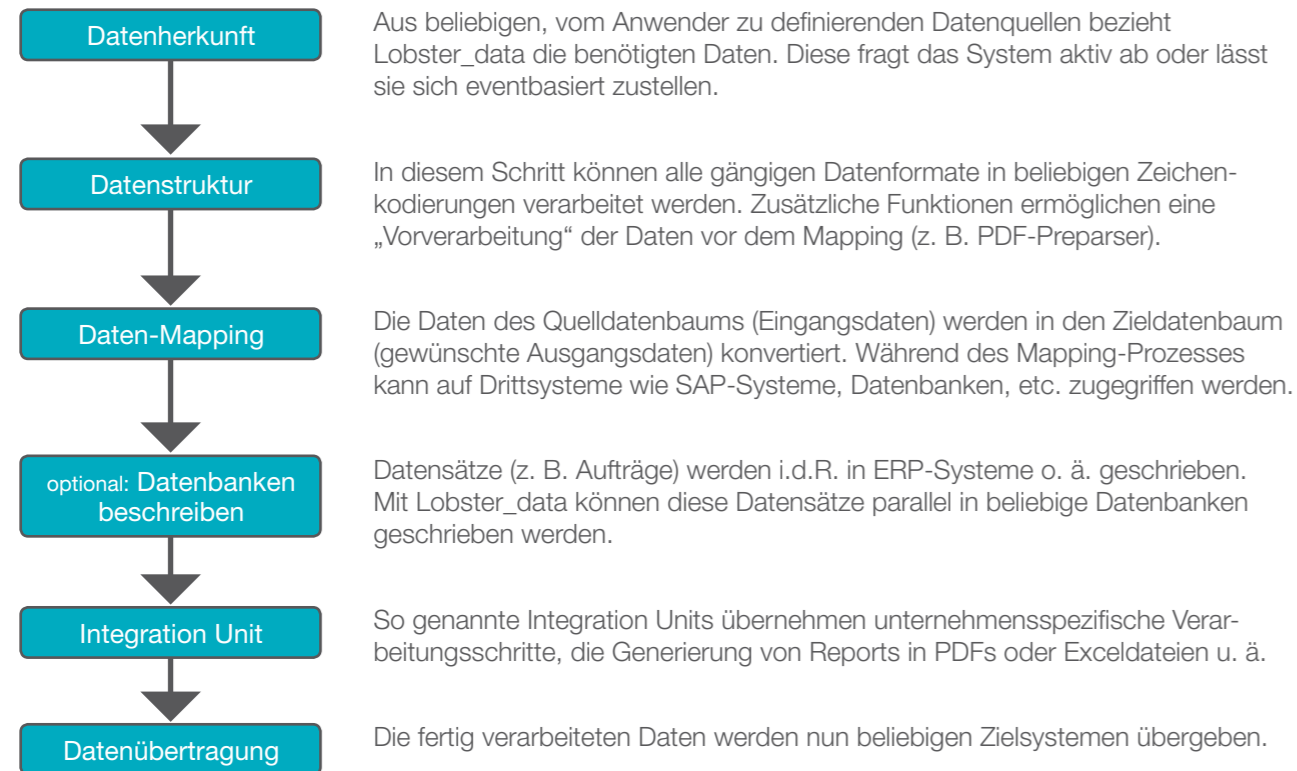 Datenherkunft
Aus beliebigen, vom Anwender zu definierenden Datenquellen bezieht
Lobster_data die benötigten Daten. Diese fragt das System aktiv ab oder lässt
sie sich eventbasiert zustellen.
Datenstruktur
In diesem Schritt können alle gängigen Datenformate in beliebigen Zeichen-
kodierungen verarbeitet werden. Zusätzliche Funktionen ermöglichen eine
„Vorverarbeitung“ der Daten vor dem Mapping (z. B. PDF-Preparser).
Daten-Mapping
Die Daten des Quelldatenbaums (Eingangsdaten) werden in den Zieldatenbaum
(gewünschte Ausgangsdaten) konvertiert. Während des Mapping-Prozesses
kann auf Drittsysteme wie SAP-Systeme, Datenbanken, etc. zugegriffen werden.
optional: Datenbanken
beschreiben
Datensätze (z. B. Aufträge) werden i.d.R. in ERP-Systeme o. ä. geschrieben.
Mit Lobster_data können diese Datensätze parallel in beliebige Datenbanken
geschrieben werden.
Integration Unit
So genannte Integration Units übernehmen unternehmensspezifische Verar-
beitungsschritte, die Generierung von Reports in PDFs oder Exceldateien u. ä.
Datenübertragung
Die fertig verarbeiteten Daten werden nun beliebigen Zielsystemen übergeben.